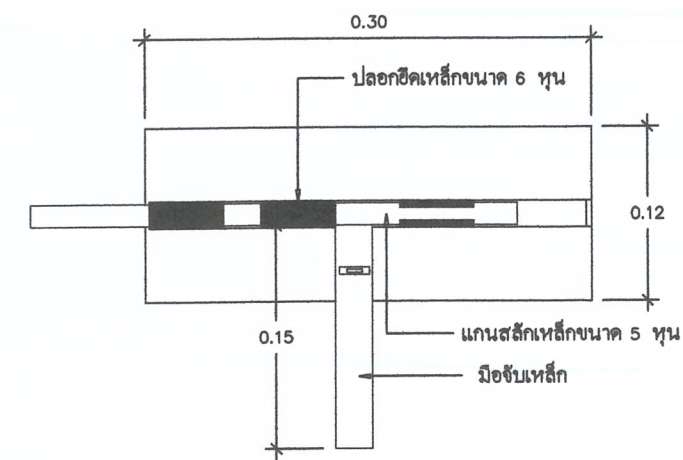 0.30
ปลอกยึดเหล็กขนาด 6 หุน
0.12
0.15
แกนสลักเหล็กขนาด 5 หุน
มือจับเหล็ก